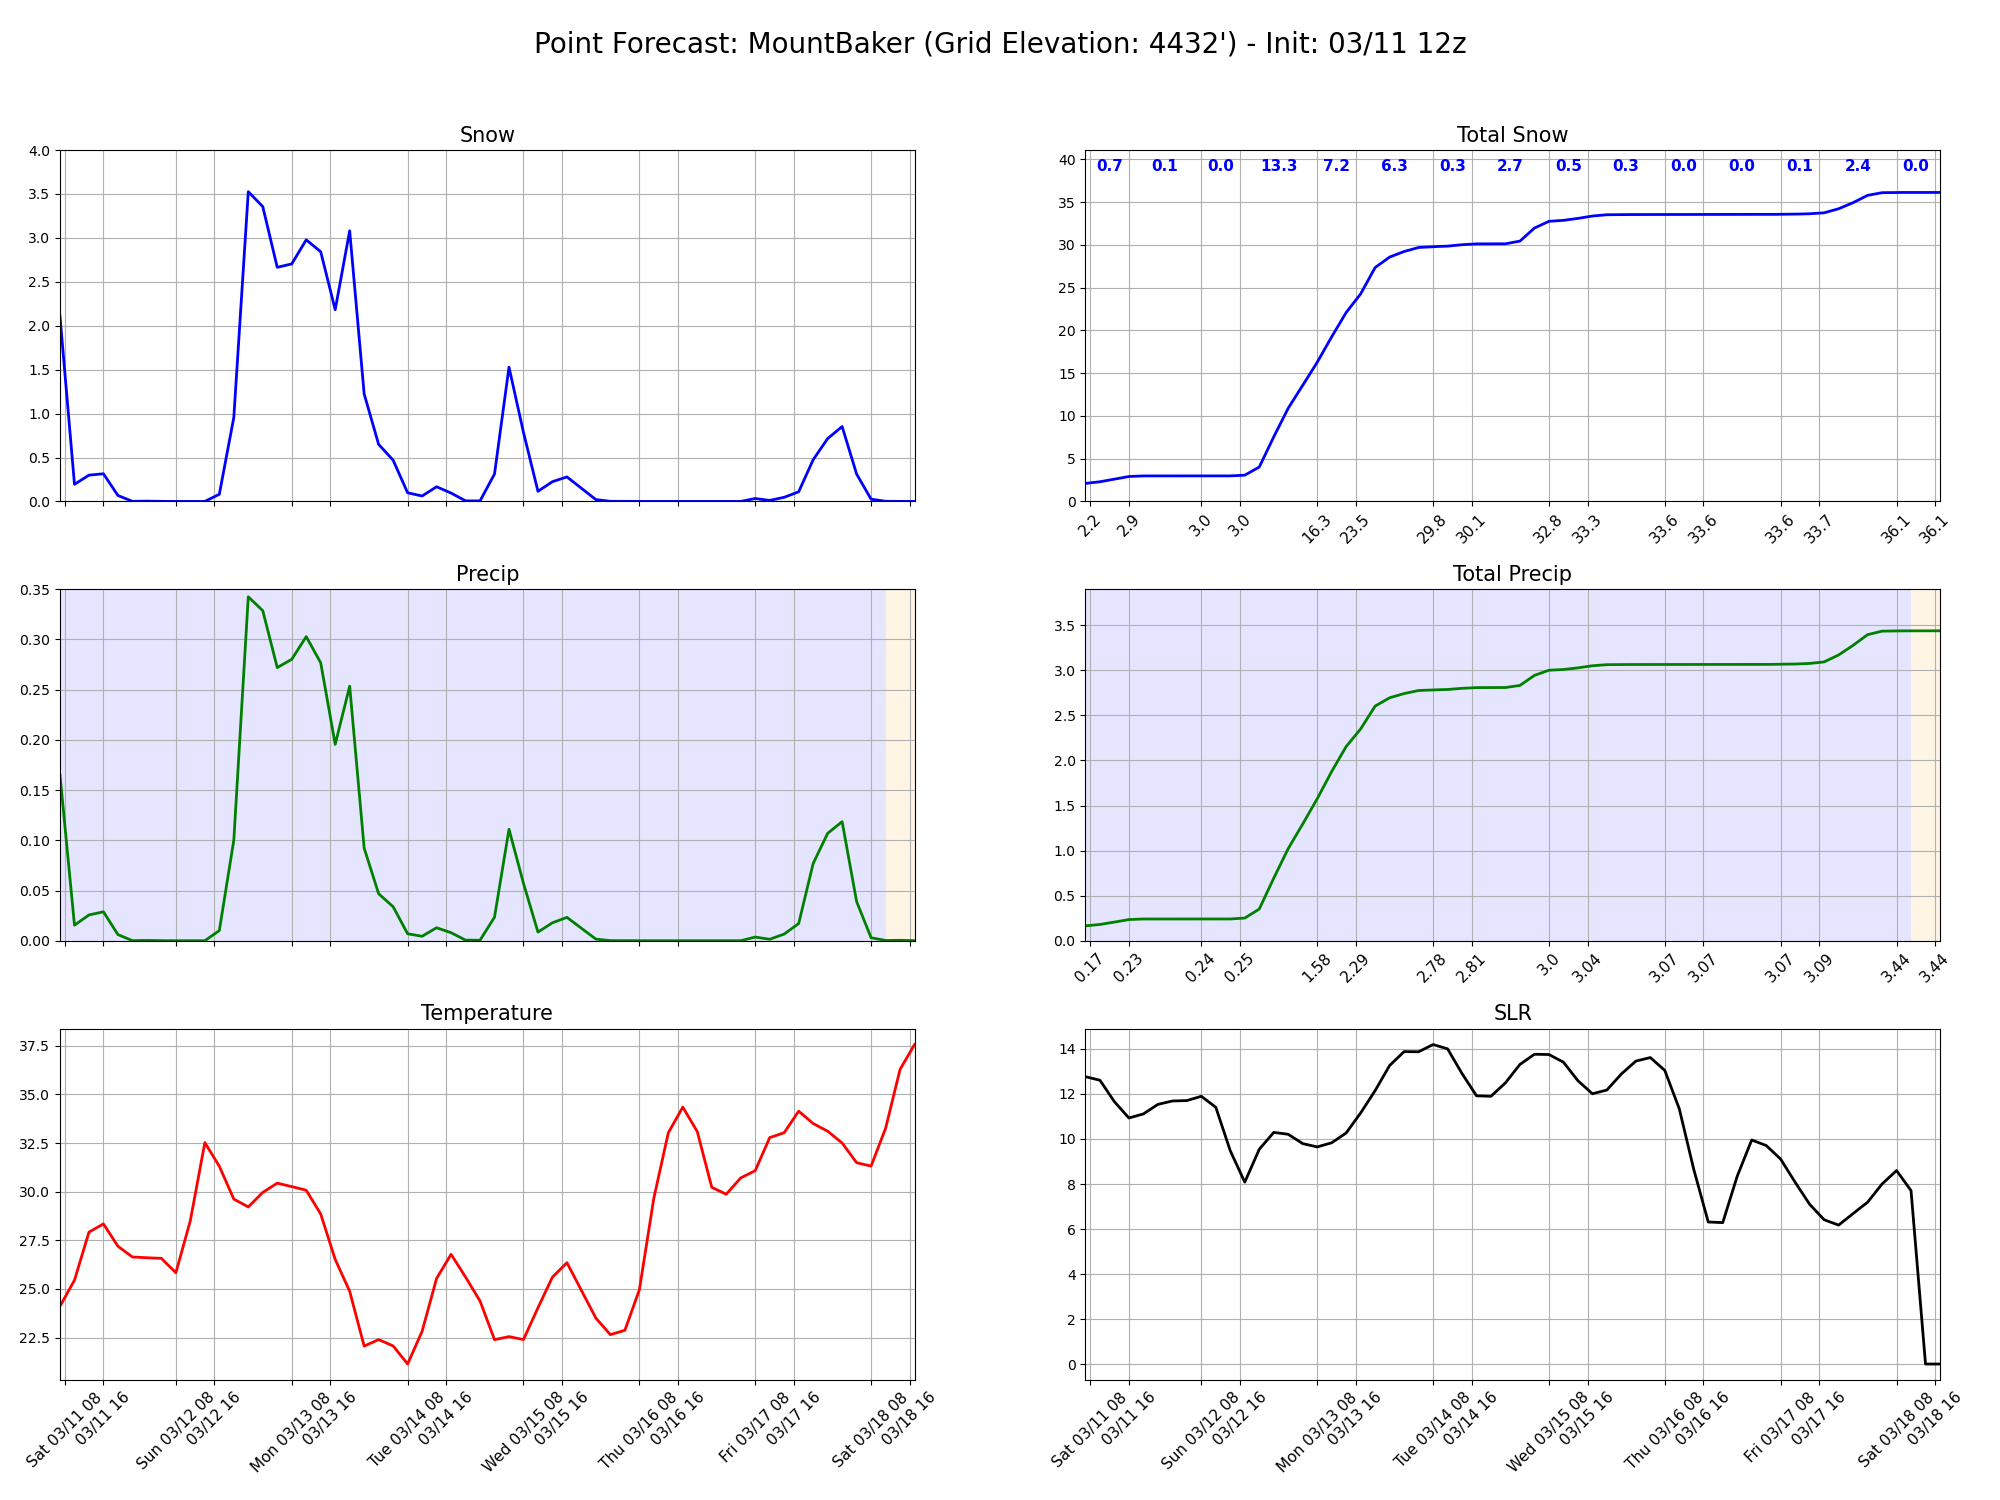 Point Forecast: MountBaker (Grid Elevation: 4432') - Init: 03/11 12z
Snow
4.0
3.5
3.0
2.5
2.0
1.5
1.0
0.5
0.0
Total Snow
0.7 0.1 0.0 13.3 7.2 6.3 0.3 2.7 0.5 0.3 0.0 0.0 0.1 2.4 0.0
40
35
30
25
20
15
10
5
0
2.2 2.9 3.0 3.0 16.3 23.5 29.8 30.1 32.8 33.3 33.6 33.6 33.6 33.7 36.1 36.1
Precip
0.35
0.30
0.25
0.20
0.15
0.10
0.05
0.00
Total Precip
3.5
3.0
2.5
2.0
1.5
1.0
0.5
0.0
0.17 0.23 0.24 0.25 1.58 2.29 2.78 2.81 3.0 3.04 3.07 3.07 3.07 3.09 3.44 3.44
Temperature
37.5
35.0
32.5
30.0
27.5
25.0
22.5
Sat 03/11 08
03/11 16
Sun 03/12 08
03/12 16
Mon 03/13 08
03/13 16
Tue 03/14 08
03/14 16
Wed 03/15 08
03/15 16
Thu 03/16 08
03/16 16
Fri 03/17 08
03/17 16
Sat 03/18 08
03/18 16
SLR
14
12
10
8
6
4
2
0
Sat 03/11 08
03/11 16
Sun 03/12 08
03/12 16
Mon 03/13 08
03/13 16
Tue 03/14 08
03/14 16
Wed 03/15 08
03/15 16
Thu 03/16 08
03/16 16
Fri 03/17 08
03/17 16
Sat 03/18 08
03/18 16